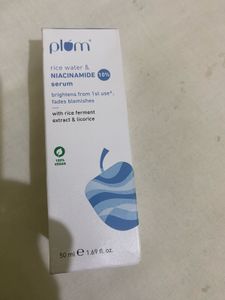 plum
rice water &
NIACINAMIDE 10%
serum
brightens from 1st use*,
fades blemishes
with rice ferment
extract & licorice
100%
VEGAN
50 ml e 1.69 fl. oz.